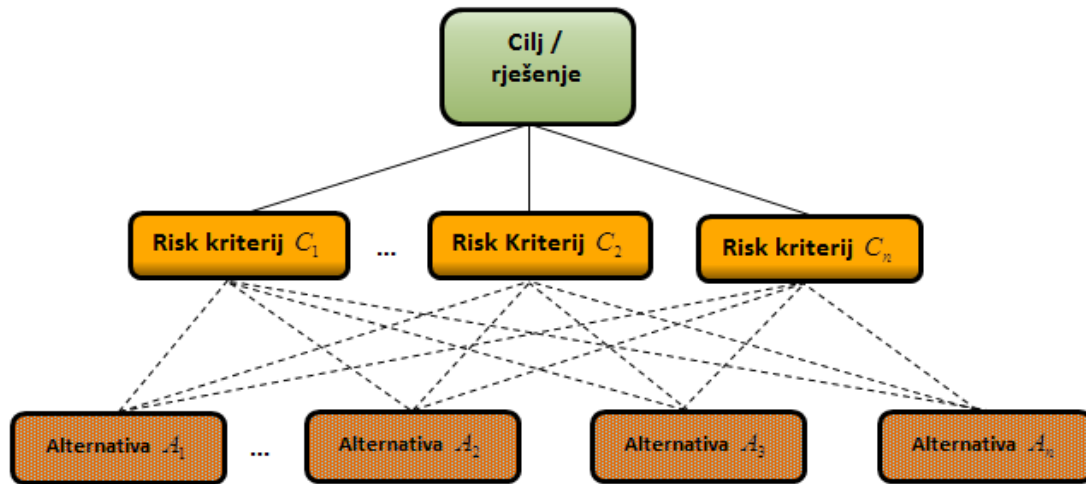 Cilj /
rješenje
Risk kriterij C₁ ... Risk Kriterij C₂ Risk kriterij Cₙ
Alternativa A₁ ... Alternativa A₂ Alternativa A₃ Alternativa Aₙ